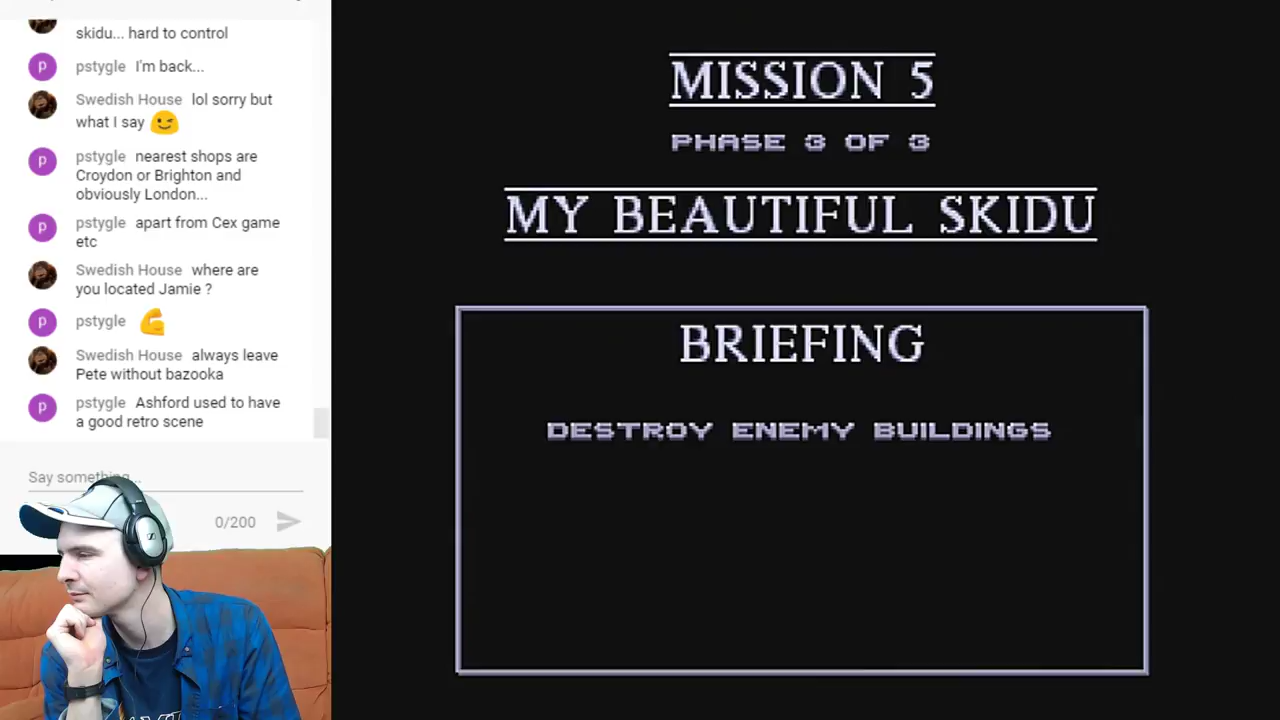 skidu... hard to control
pstygle I'm back...
Swedish House lol sorry but
what I say
pstygle nearest shops are
Croydon or Brighton and
obviously London...
pstygle apart from Cex game
etc
Swedish House where are
you located Jamie ?
pstygle
Swedish House always leave
Pete without bazooka
pstygle Ashford used to have
a good retro scene
Say something...
0/200
MISSION 5
PHASE 3 OF 3
MY BEAUTIFUL SKIDU
BRIEFING
DESTROY ENEMY BUILDINGS